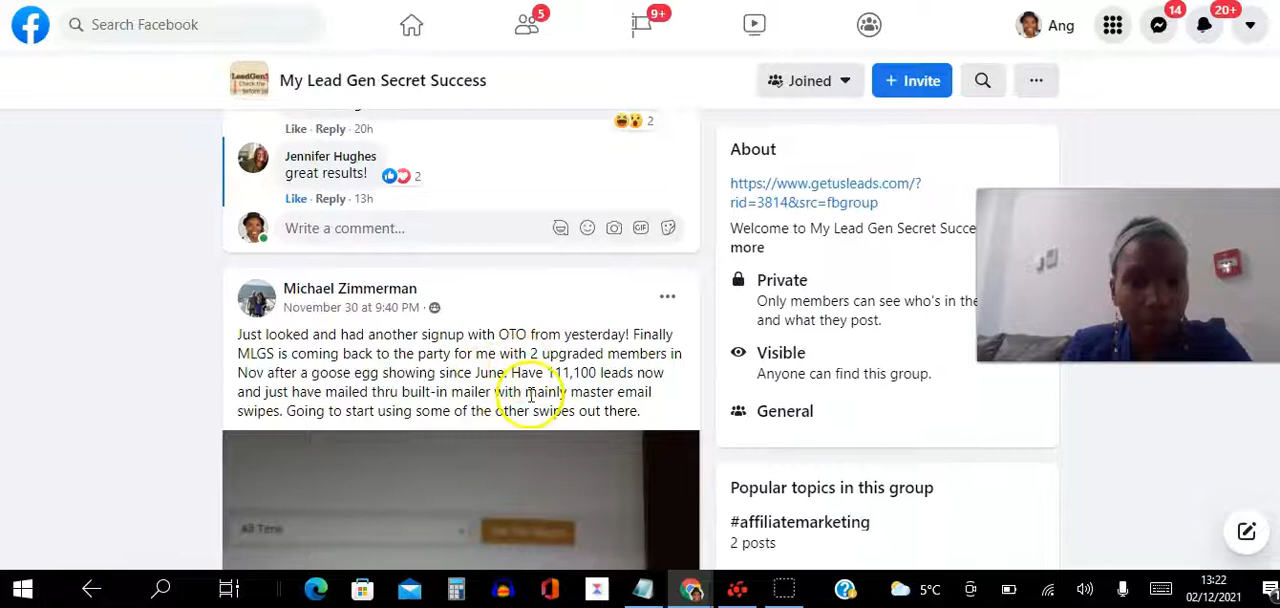 Search Facebook
5
9+
Ang
14
20+
LeadGen
Check the
My Lead Gen Secret Success
Joined
+ Invite
2
Like · Reply · 20h
Jennifer Hughes
great results!
2
Like · Reply · 13h
Write a comment...
GIF
Michael Zimmerman
November 30 at 9:40 PM ·
Just looked and had another signup with OTO from yesterday! Finally
MLGS is coming back to the party for me with 2 upgraded members in
Nov after a goose egg showing since June. Have 111,100 leads now
and just have mailed thru built-in mailer with mainly master email
swipes. Going to start using some of the other swipes out there.
All Time
About
https://www.getusleads.com/?
rid=3814&src=fbgroup
Welcome to My Lead Gen Secret Succe
more
Private
Only members can see who's in the
and what they post.
Visible
Anyone can find this group.
General
Popular topics in this group
#affiliatemarketing
2 posts
5°C
13:22
02/12/2021